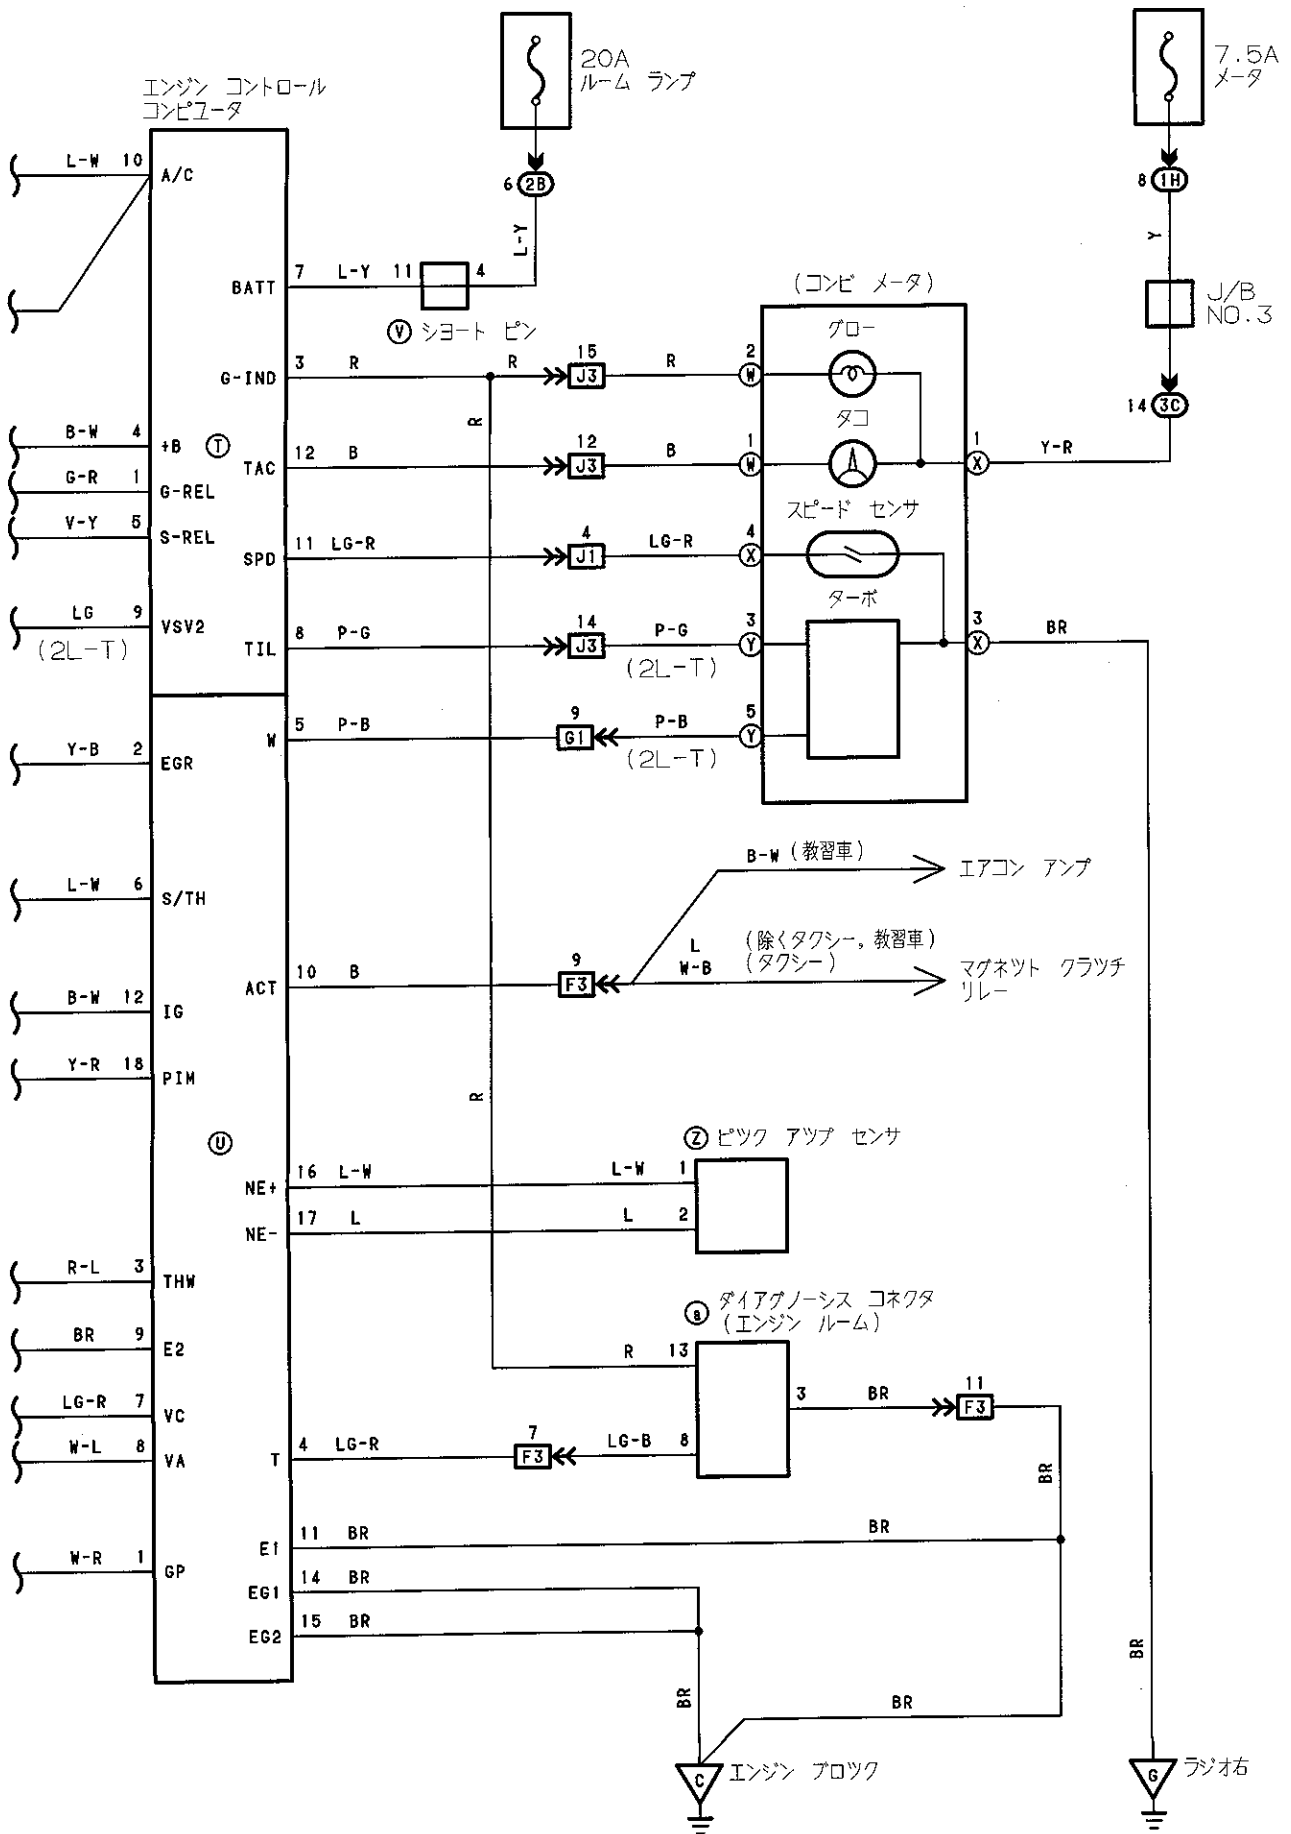 20A
ルーム ランプ
7.5A
メータ
エンジン コントロール
コンピユータ
L-W 10 A/C
6 2B
8 1H
L-Y
Y
BATT 7 L-Y 11 4
(コンビ メータ)
J/B
NO.3
V シヨート ピン
グロー
G-IND 3 R R 15 J3 R 2 W
14 3C
R
タコ
B-W 4 +B T
TAC 12 B 12 J3 B 1 W 1 X Y-R
G-R 1 G-REL
スピード センサ
V-Y 5 S-REL
SPD 11 LG-R 4 J1 LG-R 4 X
ターボ
LG 9 VSV2
(2L-T)
TIL 8 P-G 14 J3 P-G 3 Y 3 X BR
(2L-T)
W 5 P-B 9 G1 P-B 5 Y
(2L-T)
Y-B 2 EGR
B-W (教習車) エアコン アンプ
L-W 6 S/TH
L (除くタクシー,教習車)
W-B (タクシー)
マグネツト クラツチ
リレー
ACT 10 B 9 F3
B-W 12 IG
Y-R 18 PIM
R
U
Z ピツク アツプ センサ
NE+ 16 L-W L-W 1
NE- 17 L L 2
R-L 3 THW
a ダイアグノーシス コネクタ
(エンジン ルーム)
BR 9 E2
R 13
LG-R 7 VC
3 BR 11 F3
W-L 8 VA
T 4 LG-R 7 F3 LG-B 8
BR
E1 11 BR BR
W-R 1 GP
EG1 14 BR
EG2 15 BR
BR
BR
BR
C エンジン ブロツク
G ラジオ右